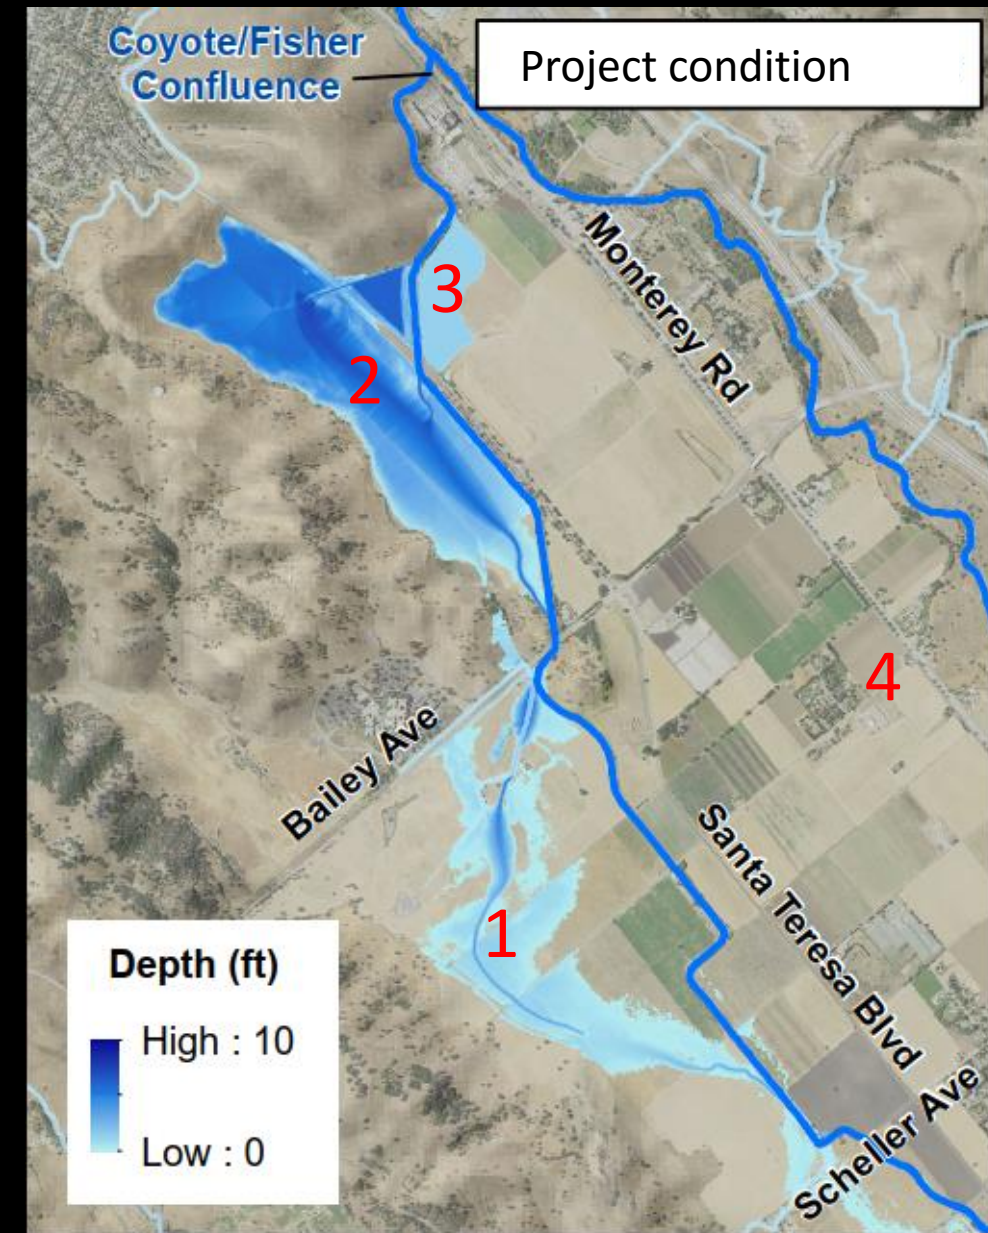 Coyote/Fisher
Confluence
Project condition
3
Monterey Rd
2
4
Bailey Ave
Santa Teresa Blvd
1
Depth (ft)
High : 10
Low : 0
Scheller Ave